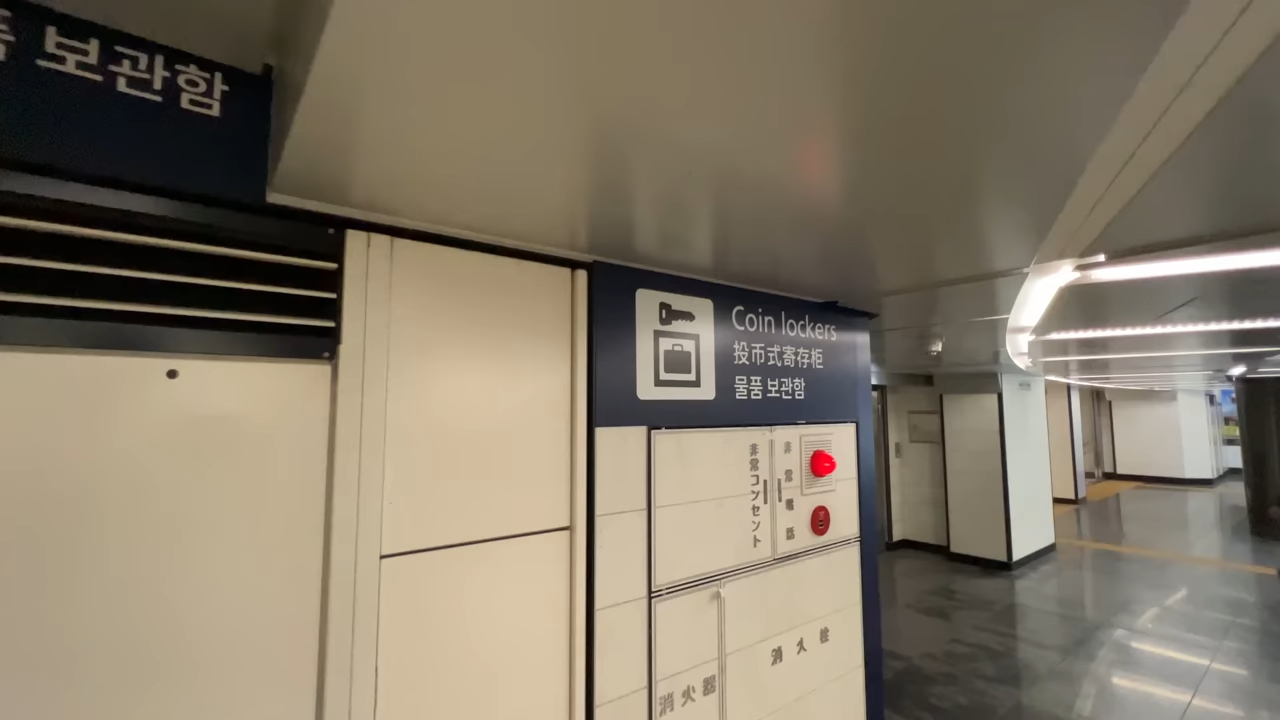 보관함
Coin lockers
投币式寄存柜
물품 보관함
非常コンセント
非常電話
消火栓
消火器